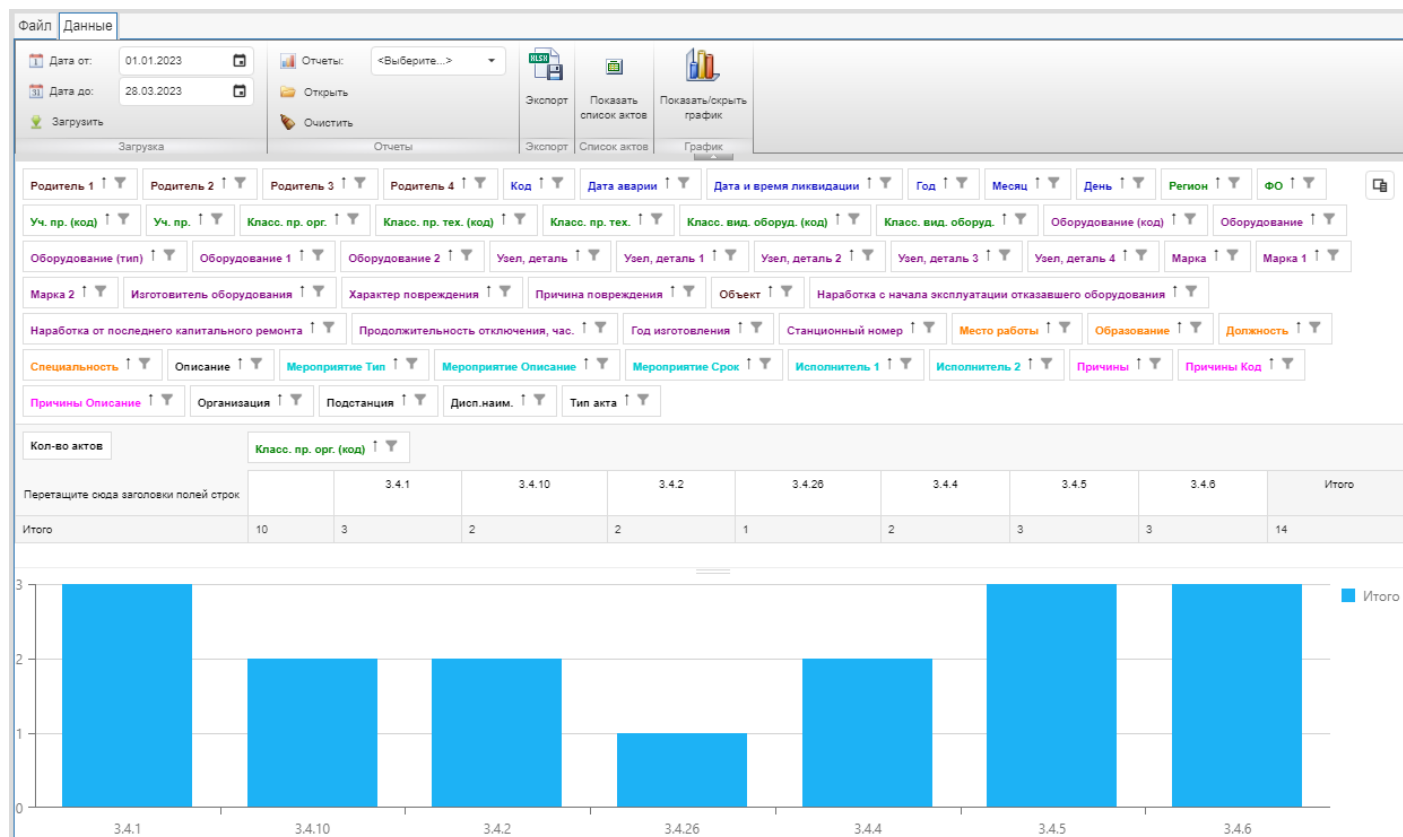 Файл Данные
Дата от: 01.01.2023 Отчеты: <Выберите...>
Дата до: 28.03.2023 Открыть Экспорт Показать список актов Показать/скрыть график
Загрузить Очистить
Загрузка Отчеты Экспорт Список актов График
Родитель 1 Родитель 2 Родитель 3 Родитель 4 Код Дата аварии Дата и время ликвидации Год Месяц День Регион ФО
Уч. пр. (код) Уч. пр. Класс. пр. орг. Класс. пр. тех. (код) Класс. пр. тех. Класс. вид. оборуд. (код) Класс. вид. оборуд. Оборудование (код) Оборудование
Оборудование (тип) Оборудование 1 Оборудование 2 Узел, деталь Узел, деталь 1 Узел, деталь 2 Узел, деталь 3 Узел, деталь 4 Марка Марка 1
Марка 2 Изготовитель оборудования Характер повреждения Причина повреждения Объект Наработка с начала эксплуатации отказавшего оборудования
Наработка от последнего капитального ремонта Продолжительность отключения, час. Год изготовления Станционный номер Место работы Образование Должность
Специальность Описание Мероприятие Тип Мероприятие Описание Мероприятие Срок Исполнитель 1 Исполнитель 2 Причины Причины Код
Причины Описание Организация Подстанция Дисп.наим. Тип акта
Кол-во актов Класс. пр. орг. (код)
Перетащите сюда заголовки полей строк 3.4.1 3.4.10 3.4.2 3.4.26 3.4.4 3.4.5 3.4.6 Итого
Итого 10 3 2 2 1 2 3 3 14
3
Итого
2
1
0
3.4.1 3.4.10 3.4.2 3.4.26 3.4.4 3.4.5 3.4.6